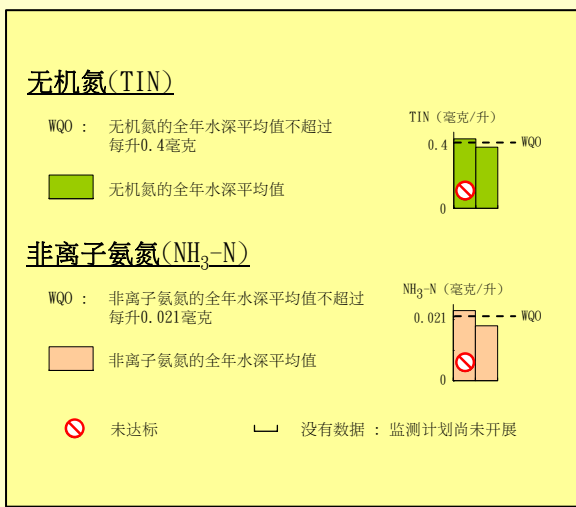 无机氮(TIN)
WQO : 无机氮的全年水深平均值不超过
每升0.4毫克
无机氮的全年水深平均值
TIN (毫克/升)
0.4
WQO
0
非离子氨氮(NH₃-N)
WQO : 非离子氨氮的全年水深平均值不超过
每升0.021毫克
非离子氨氮的全年水深平均值
NH₃-N (毫克/升)
0.021
WQO
0
未达标
没有数据 : 监测计划尚未开展